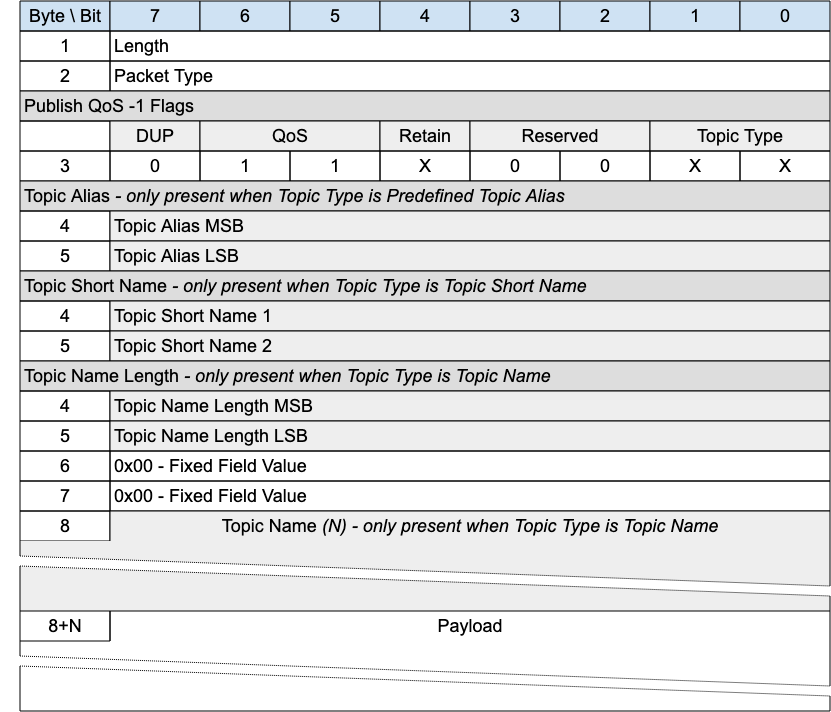 Byte \ Bit 7 6 5 4 3 2 1 0
1 Length
2 Packet Type
Publish QoS -1 Flags
DUP QoS Retain Reserved Topic Type
3 0 1 1 X 0 0 X X
Topic Alias - only present when Topic Type is Predefined Topic Alias
4 Topic Alias MSB
5 Topic Alias LSB
Topic Short Name - only present when Topic Type is Topic Short Name
4 Topic Short Name 1
5 Topic Short Name 2
Topic Name Length - only present when Topic Type is Topic Name
4 Topic Name Length MSB
5 Topic Name Length LSB
6 0x00 - Fixed Field Value
7 0x00 - Fixed Field Value
8 Topic Name (N) - only present when Topic Type is Topic Name
8+N Payload